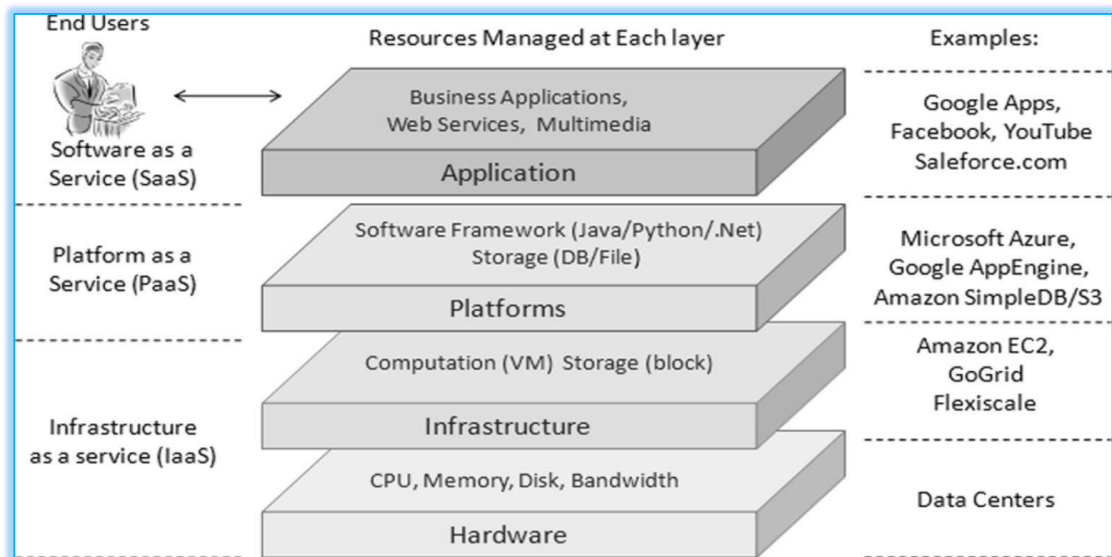 End Users
Resources Managed at Each layer
Examples:
Business Applications,
Web Services, Multimedia
Application
Software as a
Service (SaaS)
Google Apps,
Facebook, YouTube
Saleforce.com
Software Framework (Java/Python/.Net)
Storage (DB/File)
Platforms
Platform as a
Service (PaaS)
Microsoft Azure,
Google AppEngine,
Amazon SimpleDB/S3
Computation (VM) Storage (block)
Infrastructure
Amazon EC2,
GoGrid
Flexiscale
Infrastructure
as a service (IaaS)
CPU, Memory, Disk, Bandwidth
Hardware
Data Centers